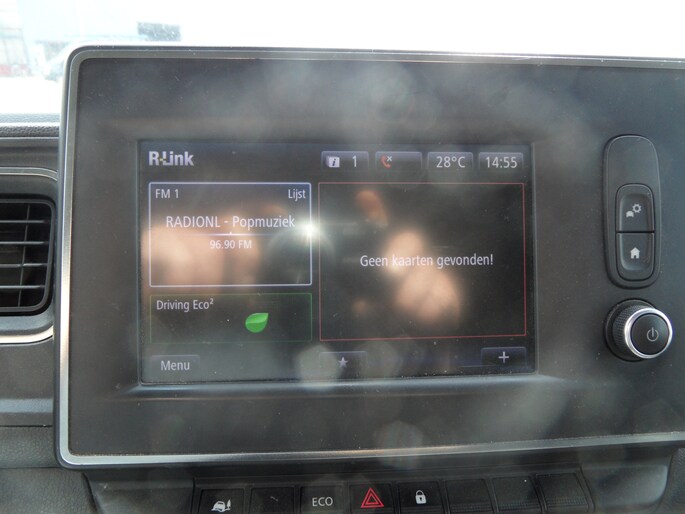 R-Link
i 1
28°C
14:55
FM 1 Lijst
RADIONL - Popmuziek
96.90 FM
Geen kaarten gevonden!
Driving Eco²
Menu
+
ECO